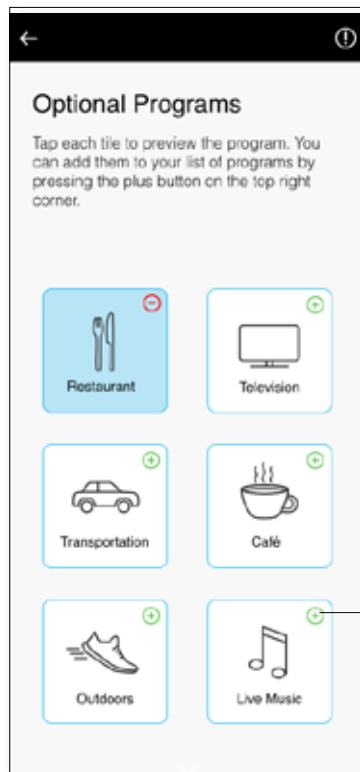 Optional Programs
Tap each tile to preview the program. You
can add them to your list of programs by
pressing the plus button on the top right
corner.
Restaurant
Television
Transportation
Café
Outdoors
Live Music